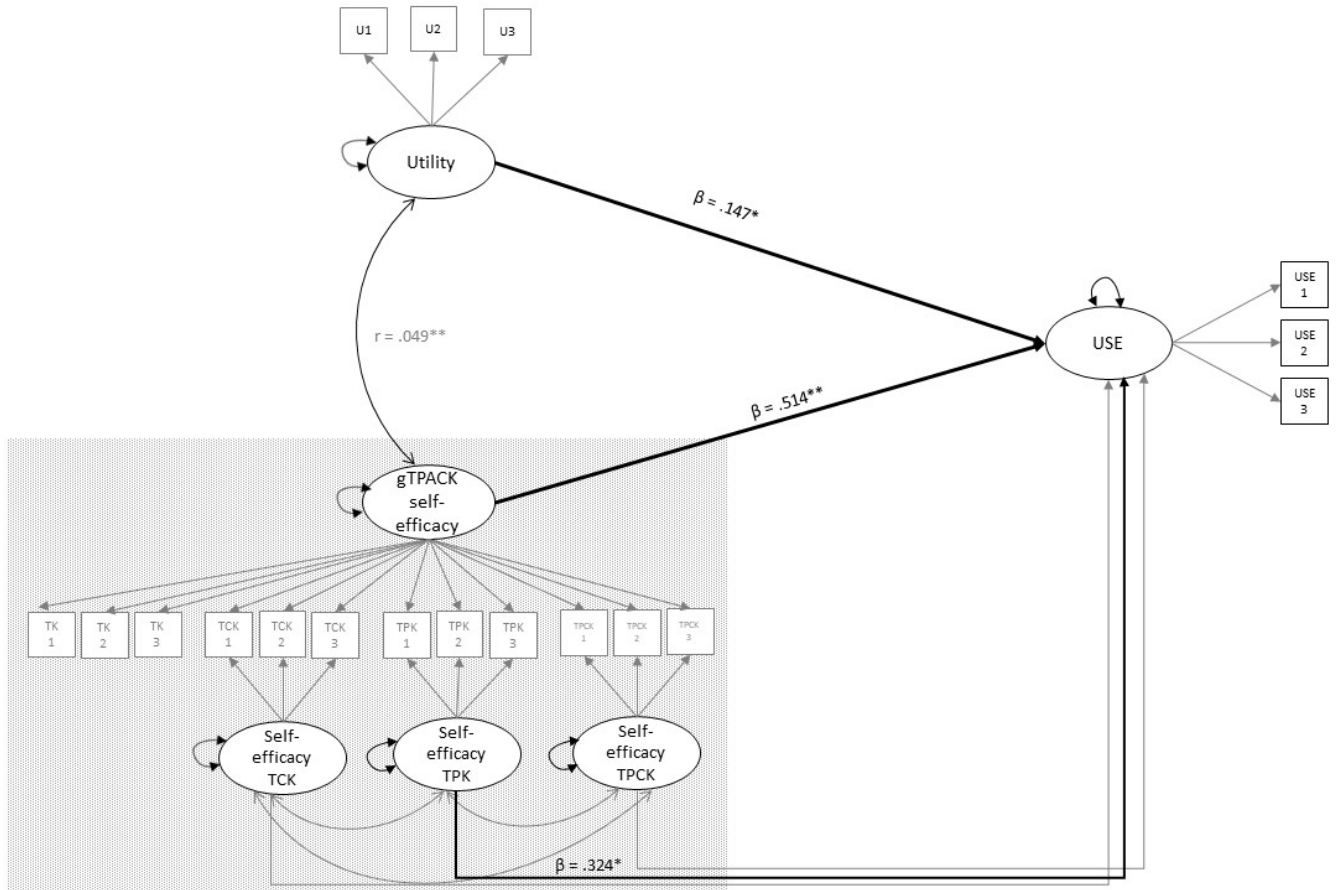 U1
U2
U3
Utility
β = .147*
USE
1
USE
USE
2
USE
3
r = .049**
β = .514**
gTPACK
self-
efficacy
TK
1
TK
2
TK
3
TCK
1
TCK
2
TCK
3
TPK
1
TPK
2
TPK
3
TPCK
1
TPCK
2
TPCK
3
Self-
efficacy
TCK
Self-
efficacy
TPK
Self-
efficacy
TPCK
β = .324*